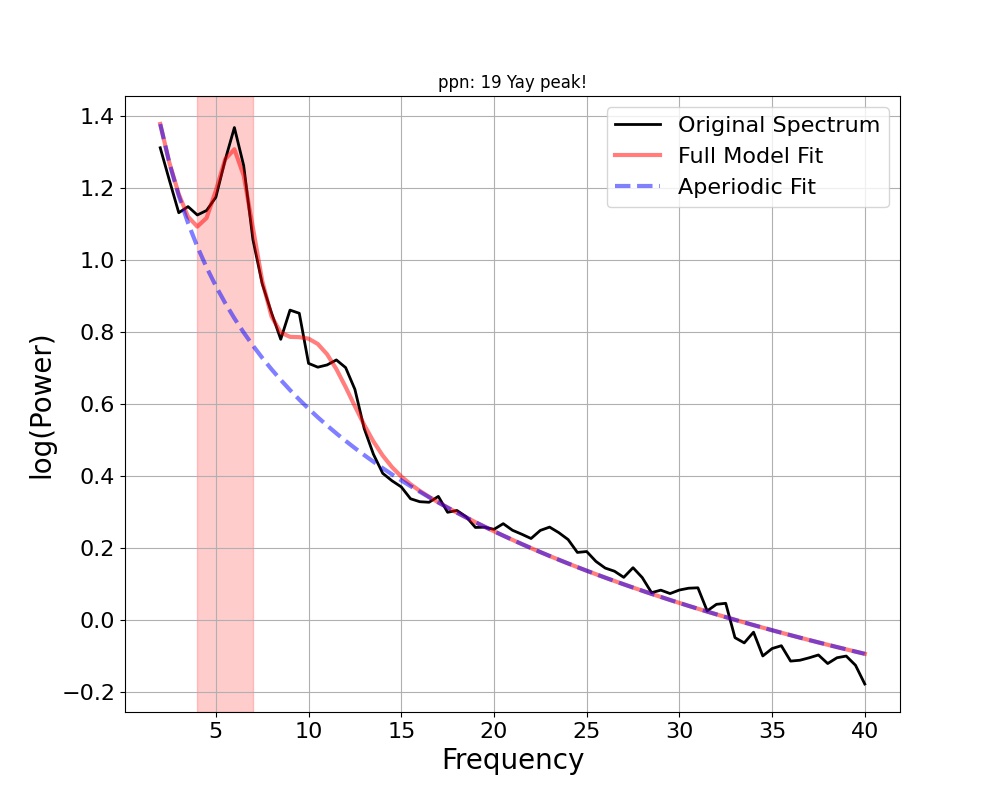 ppn: 19 Yay peak!
Original Spectrum
Full Model Fit
Aperiodic Fit
log(Power)
1.4
1.2
1.0
0.8
0.6
0.4
0.2
0.0
−0.2
5 10 15 20 25 30 35 40
Frequency